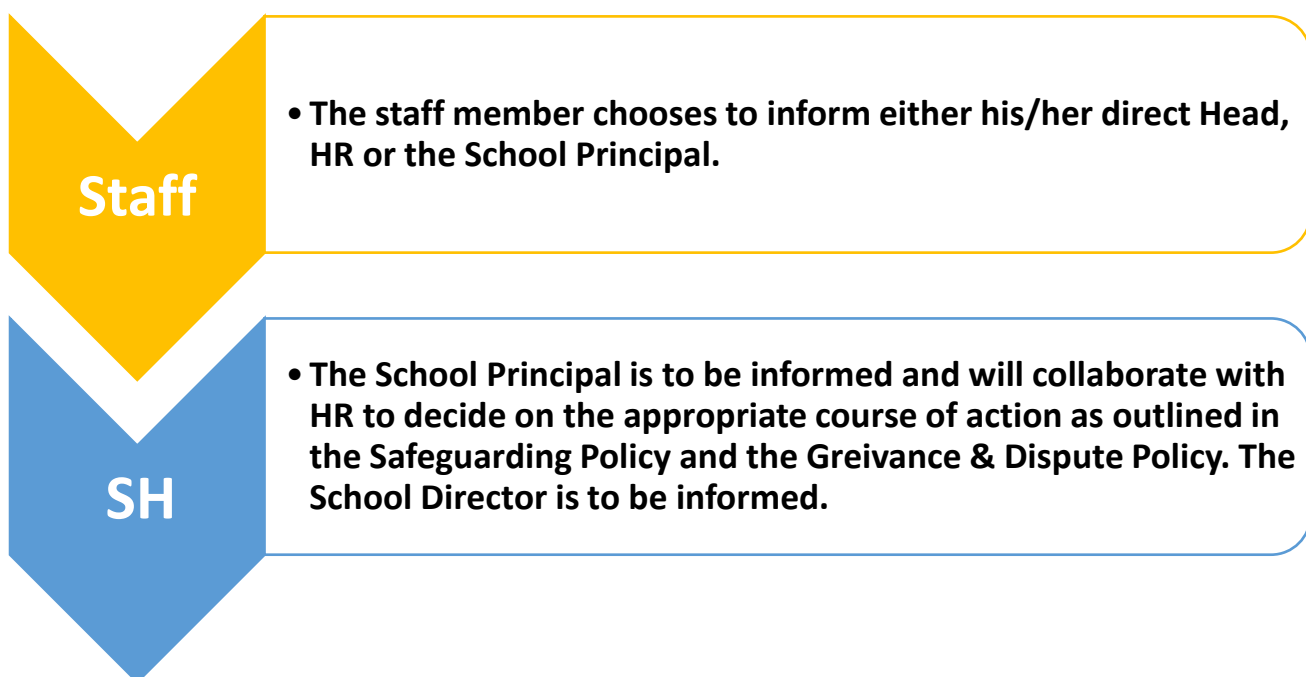 Staff
• The staff member chooses to inform either his/her direct Head,
HR or the School Principal.
SH
• The School Principal is to be informed and will collaborate with
HR to decide on the appropriate course of action as outlined in
the Safeguarding Policy and the Greivance & Dispute Policy. The
School Director is to be informed.